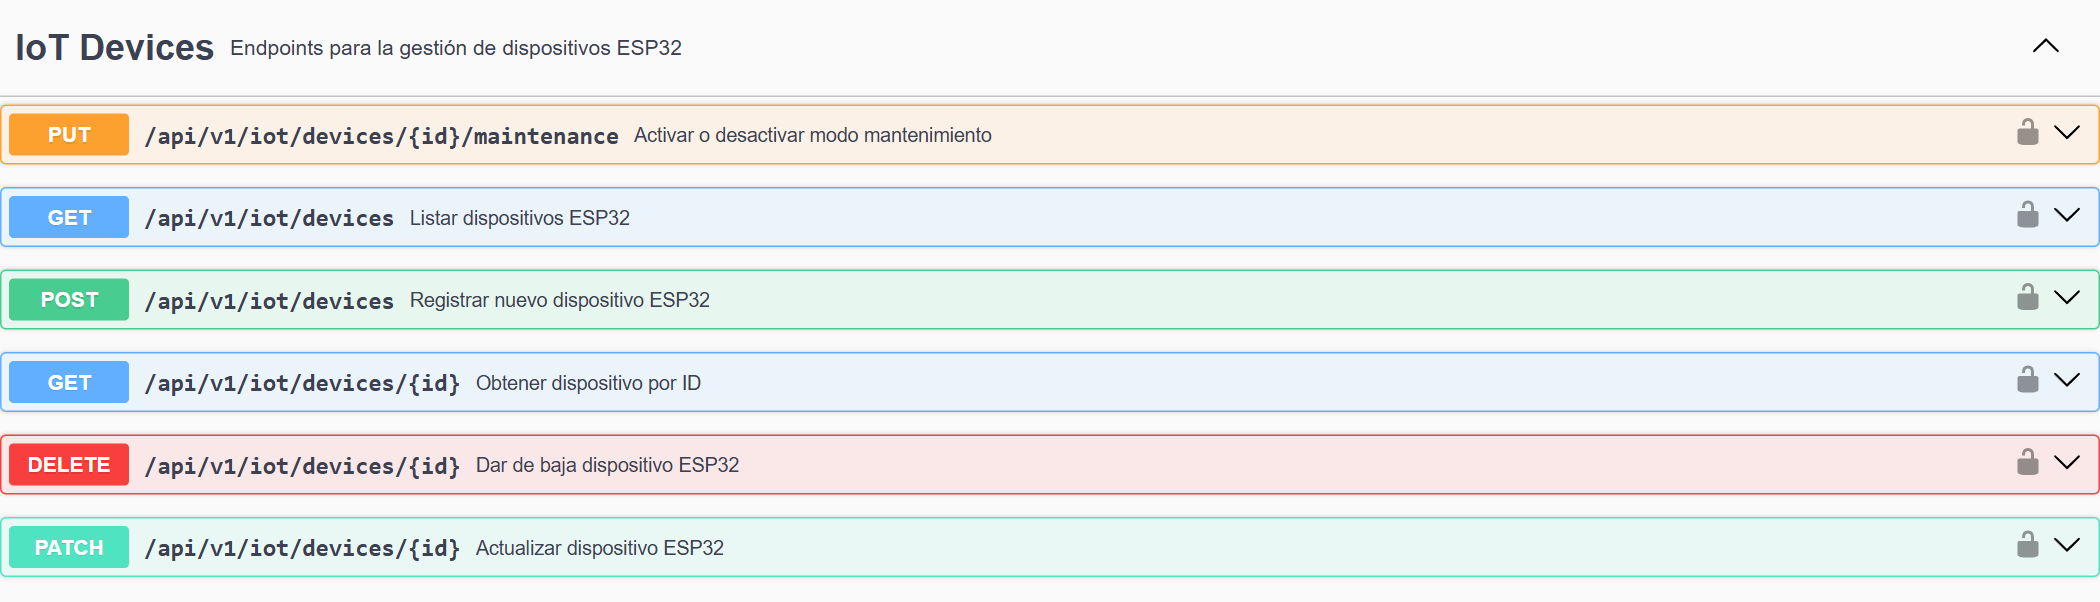 IoT Devices Endpoints para la gestión de dispositivos ESP32
PUT /api/v1/iot/devices/{id}/maintenance Activar o desactivar modo mantenimiento
GET /api/v1/iot/devices Listar dispositivos ESP32
POST /api/v1/iot/devices Registrar nuevo dispositivo ESP32
GET /api/v1/iot/devices/{id} Obtener dispositivo por ID
DELETE /api/v1/iot/devices/{id} Dar de baja dispositivo ESP32
PATCH /api/v1/iot/devices/{id} Actualizar dispositivo ESP32